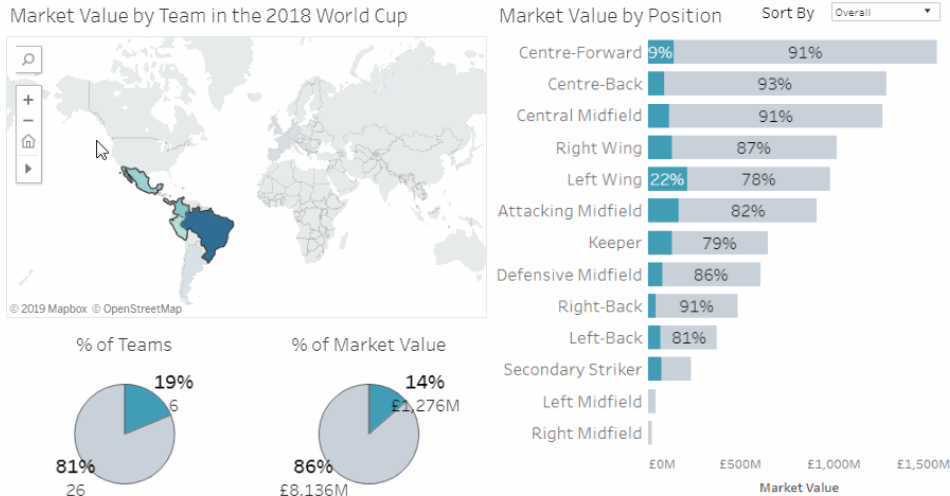 Market Value by Team in the 2018 World Cup
© 2019 Mapbox © OpenStreetMap
% of Teams
19%
6
81%
26
% of Market Value
14%
£1,276M
86%
£8,136M
Market Value by Position
Sort By
Overall
Centre-Forward 9% 91%
Centre-Back 93%
Central Midfield 91%
Right Wing 87%
Left Wing 22% 78%
Attacking Midfield 82%
Keeper 79%
Defensive Midfield 86%
Right-Back 91%
Left-Back 81%
Secondary Striker
Left Midfield
Right Midfield
£0M £500M £1,000M £1,500M
Market Value